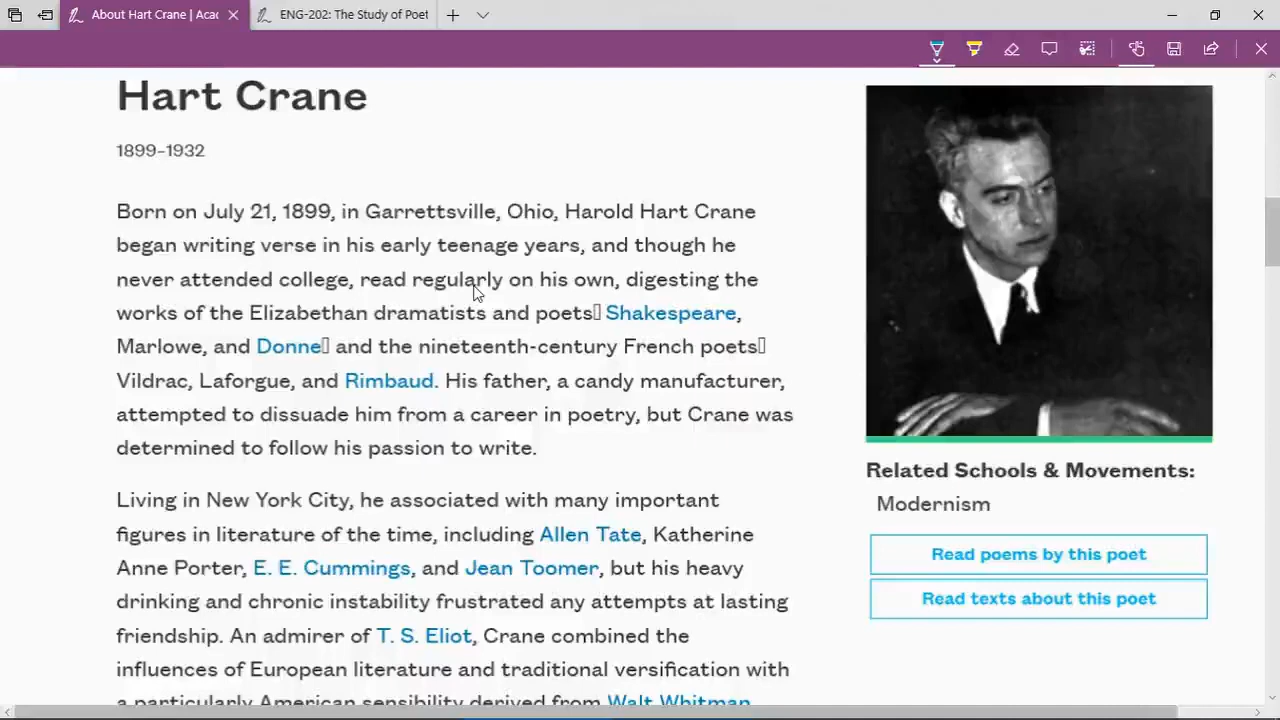 About Hart Crane | Acac
ENG-202: The Study of Poet
Hart Crane
1899–1932
Born on July 21, 1899, in Garrettsville, Ohio, Harold Hart Crane
began writing verse in his early teenage years, and though he
never attended college, read regularly on his own, digesting the
works of the Elizabethan dramatists and poets▯ Shakespeare,
Marlowe, and Donne▯ and the nineteenth-century French poets▯
Vildrac, Laforgue, and Rimbaud. His father, a candy manufacturer,
attempted to dissuade him from a career in poetry, but Crane was
determined to follow his passion to write.
Living in New York City, he associated with many important
figures in literature of the time, including Allen Tate, Katherine
Anne Porter, E. E. Cummings, and Jean Toomer, but his heavy
drinking and chronic instability frustrated any attempts at lasting
friendship. An admirer of T. S. Eliot, Crane combined the
influences of European literature and traditional versification with
a particularly American sensibility derived from Walt Whitman.
Related Schools & Movements:
Modernism
Read poems by this poet
Read texts about this poet